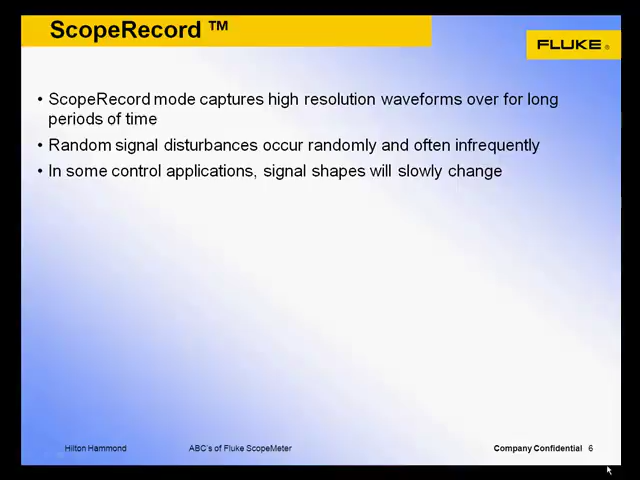 ScopeRecord ™
FLUKE®
• ScopeRecord mode captures high resolution waveforms over for long
periods of time
• Random signal disturbances occur randomly and often infrequently
• In some control applications, signal shapes will slowly change
Hilton Hammond ABC's of Fluke ScopeMeter Company Confidential 6